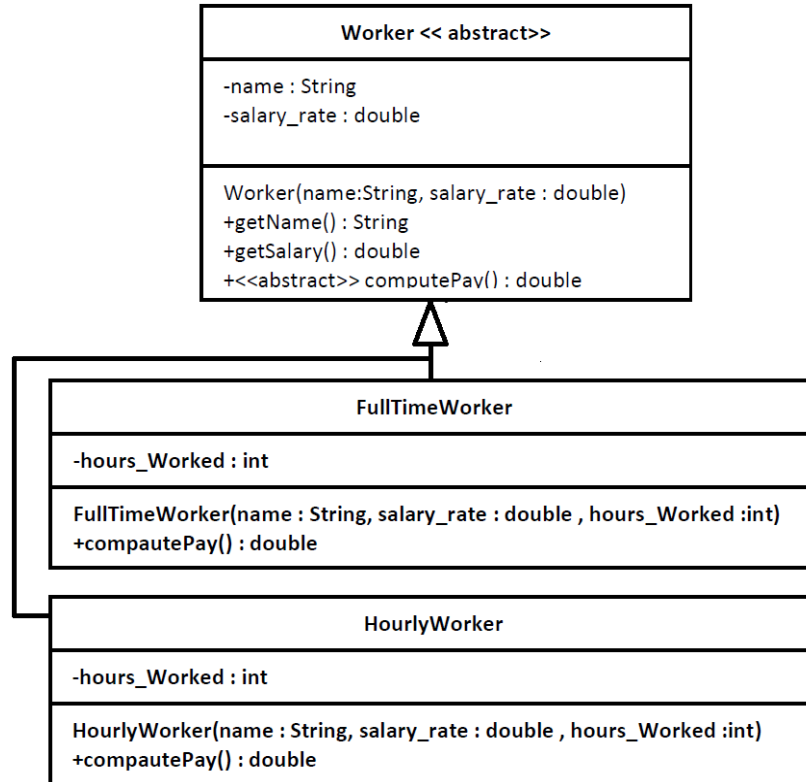 Worker << abstract>>
-name : String
-salary_rate : double
Worker(name:String, salary_rate : double)
+getName() : String
+getSalary() : double
+<<abstract>> computePay() : double
FullTimeWorker
-hours_Worked : int
FullTimeWorker(name : String, salary_rate : double , hours_Worked :int)
+compautePay() : double
HourlyWorker
-hours_Worked : int
HourlyWorker(name : String, salary_rate : double , hours_Worked :int)
+compautePay() : double